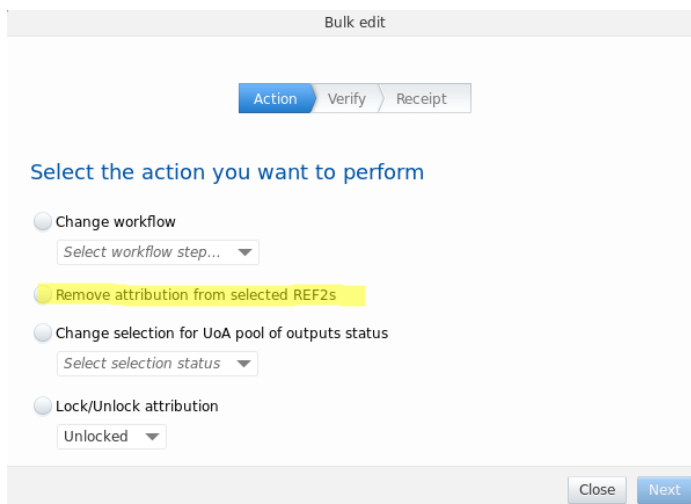 Bulk edit
Action Verify Receipt
Select the action you want to perform
Change workflow
Select workflow step...
Remove attribution from selected REF2s
Change selection for UoA pool of outputs status
Select selection status
Lock/Unlock attribution
Unlocked
Close Next